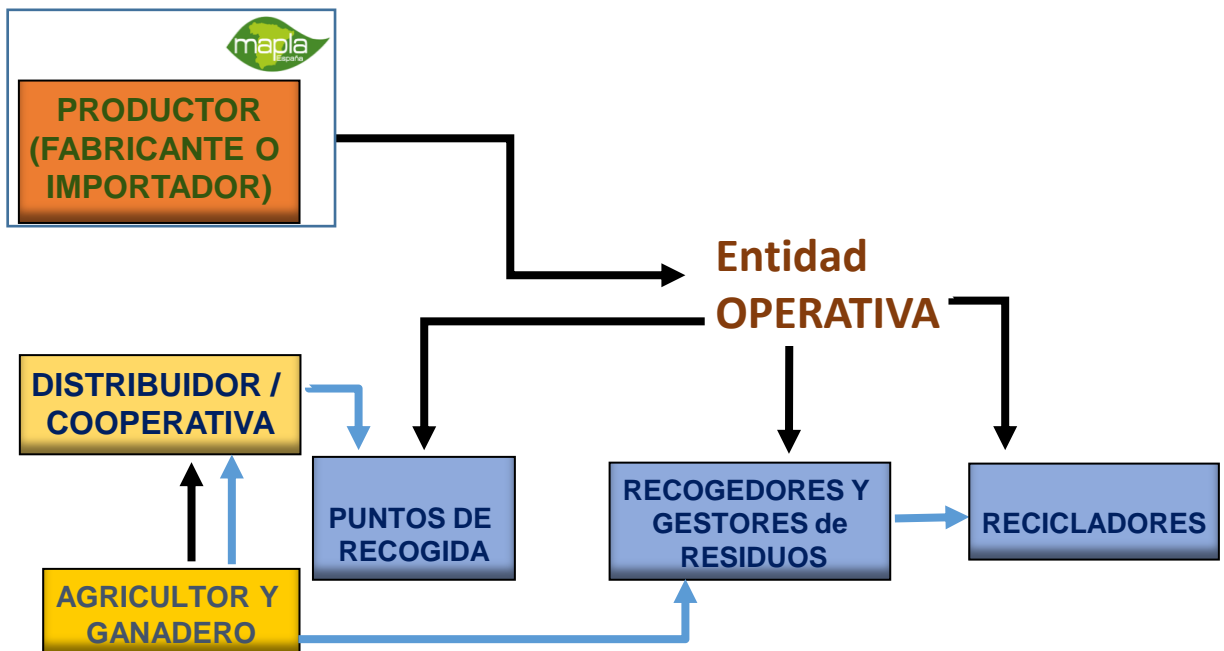 mapla
España
PRODUCTOR
(FABRICANTE O
IMPORTADOR)
Entidad
OPERATIVA
DISTRIBUIDOR /
COOPERATIVA
PUNTOS DE
RECOGIDA
RECOGEDORES Y
GESTORES de
RESIDUOS
RECICLADORES
AGRICULTOR Y
GANADERO